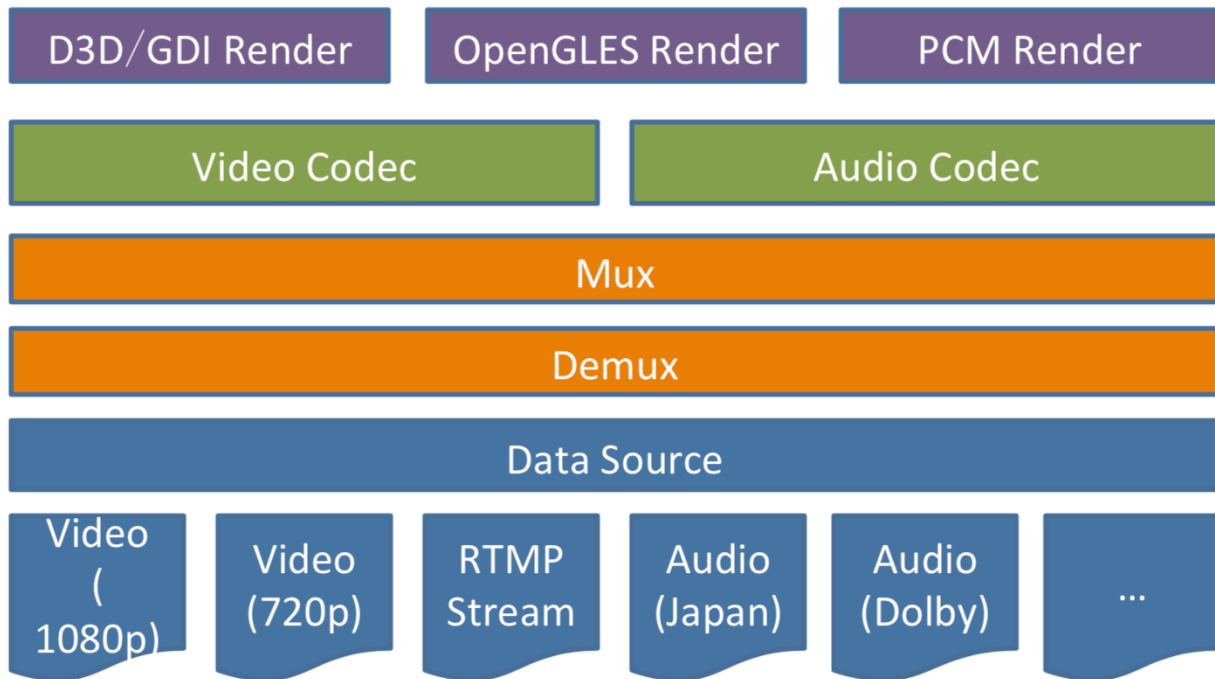 D3D/GDI Render
OpenGLES Render
PCM Render
Video Codec
Audio Codec
Mux
Demux
Data Source
Video
(
1080p)
Video
(720p)
RTMP
Stream
Audio
(Japan)
Audio
(Dolby)
...